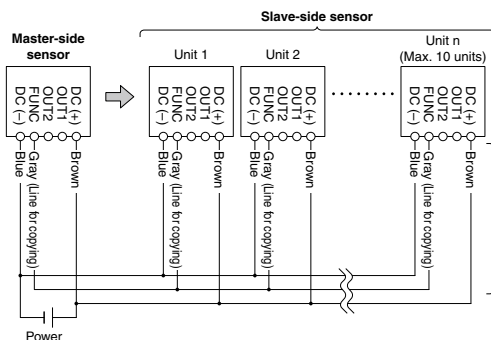 Slave-side sensor
Master-side
sensor
Unit 1
Unit 2
Unit n
(Max. 10 units)
DC (−)
FUNC
OUT2
OUT1
DC (+)
DC (−)
FUNC
OUT2
OUT1
DC (+)
DC (−)
FUNC
OUT2
OUT1
DC (+)
DC (−)
FUNC
OUT2
OUT1
DC (+)
Blue
Gray (Line for copying)
Brown
Blue
Gray (Line for copying)
Brown
Blue
Gray (Line for copying)
Brown
Blue
Gray (Line for copying)
Brown
Power